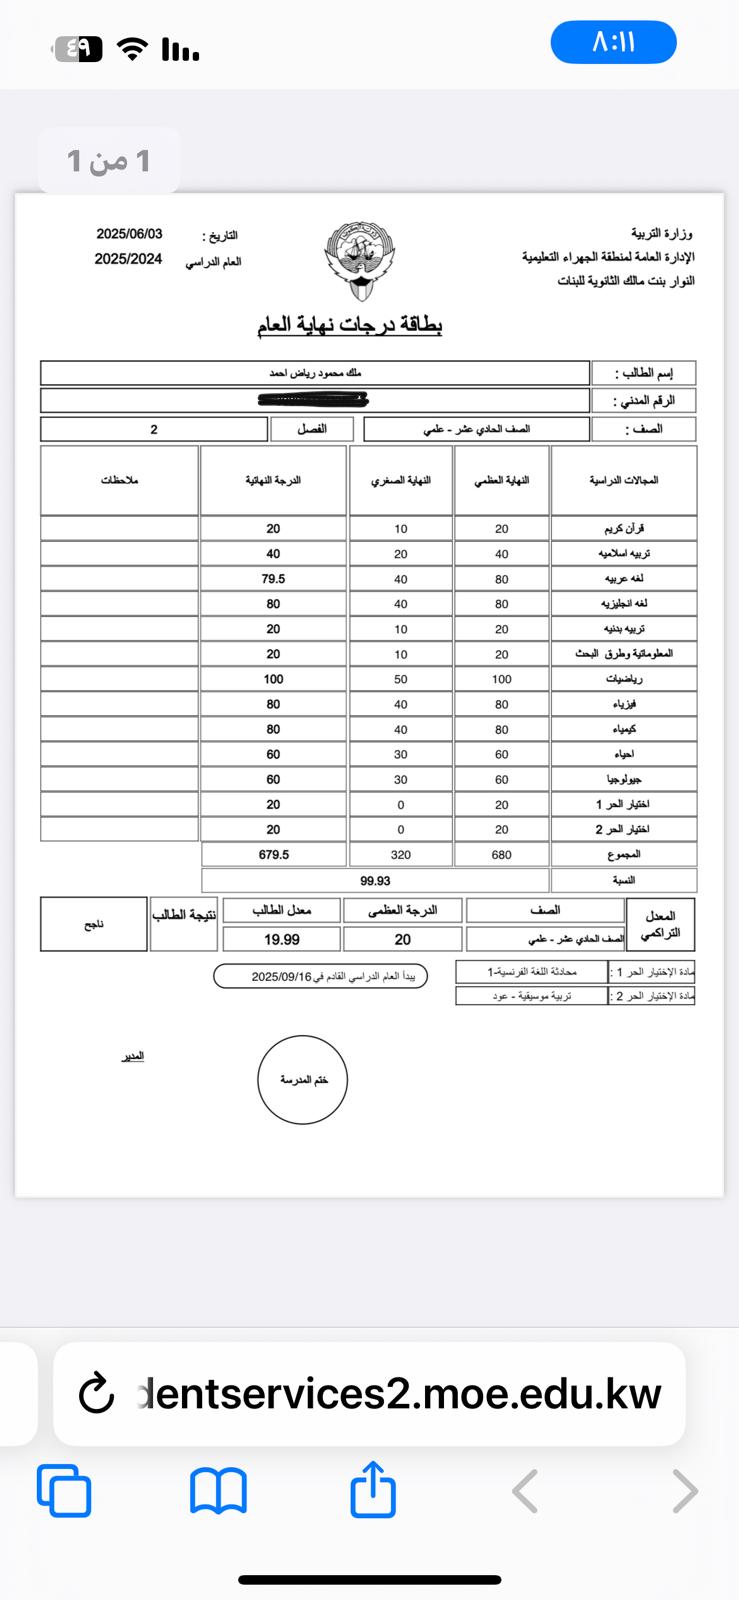 ٨:١١
٤٩
1 من 1
وزارة التربية
الإدارة العامة لمنطقة الجهراء التعليمية
النوار بنت مالك الثانوية للبنات
التاريخ : 2025/06/03
العام الدراسي 2025/2024
بطاقة درجات نهاية العام
إسم الطالب : ملك محمود رياض احمد
الرقم المدني :
الصف : الصف الحادي عشر - علمي الفصل 2
المجالات الدراسية النهاية العظمي النهاية الصغري الدرجة النهائية ملاحظات
قرآن كريم 20 10 20
تربيه اسلاميه 40 20 40
لغه عربيه 80 40 79.5
لغه انجليزيه 80 40 80
تربيه بدنيه 20 10 20
المعلوماتية وطرق البحث 20 10 20
رياضيات 100 50 100
فيزياء 80 40 80
كيمياء 80 40 80
احياء 60 30 60
جيولوجيا 60 30 60
اختيار الحر 1 20 0 20
اختيار الحر 2 20 0 20
المجموع 680 320 679.5
النسبة 99.93
المعدل التراكمي الصف الدرجة العظمى معدل الطالب نتيجة الطالب ناجح
الصف الحادي عشر - علمي 20 19.99
مادة الإختيار الحر 1 : محادثة اللغة الفرنسية-1
مادة الإختيار الحر 2 : تربية موسيقية - عود
يبدأ العام الدراسي القادم في 2025/09/16
المدير
ختم المدرسة
dentservices2.moe.edu.kw